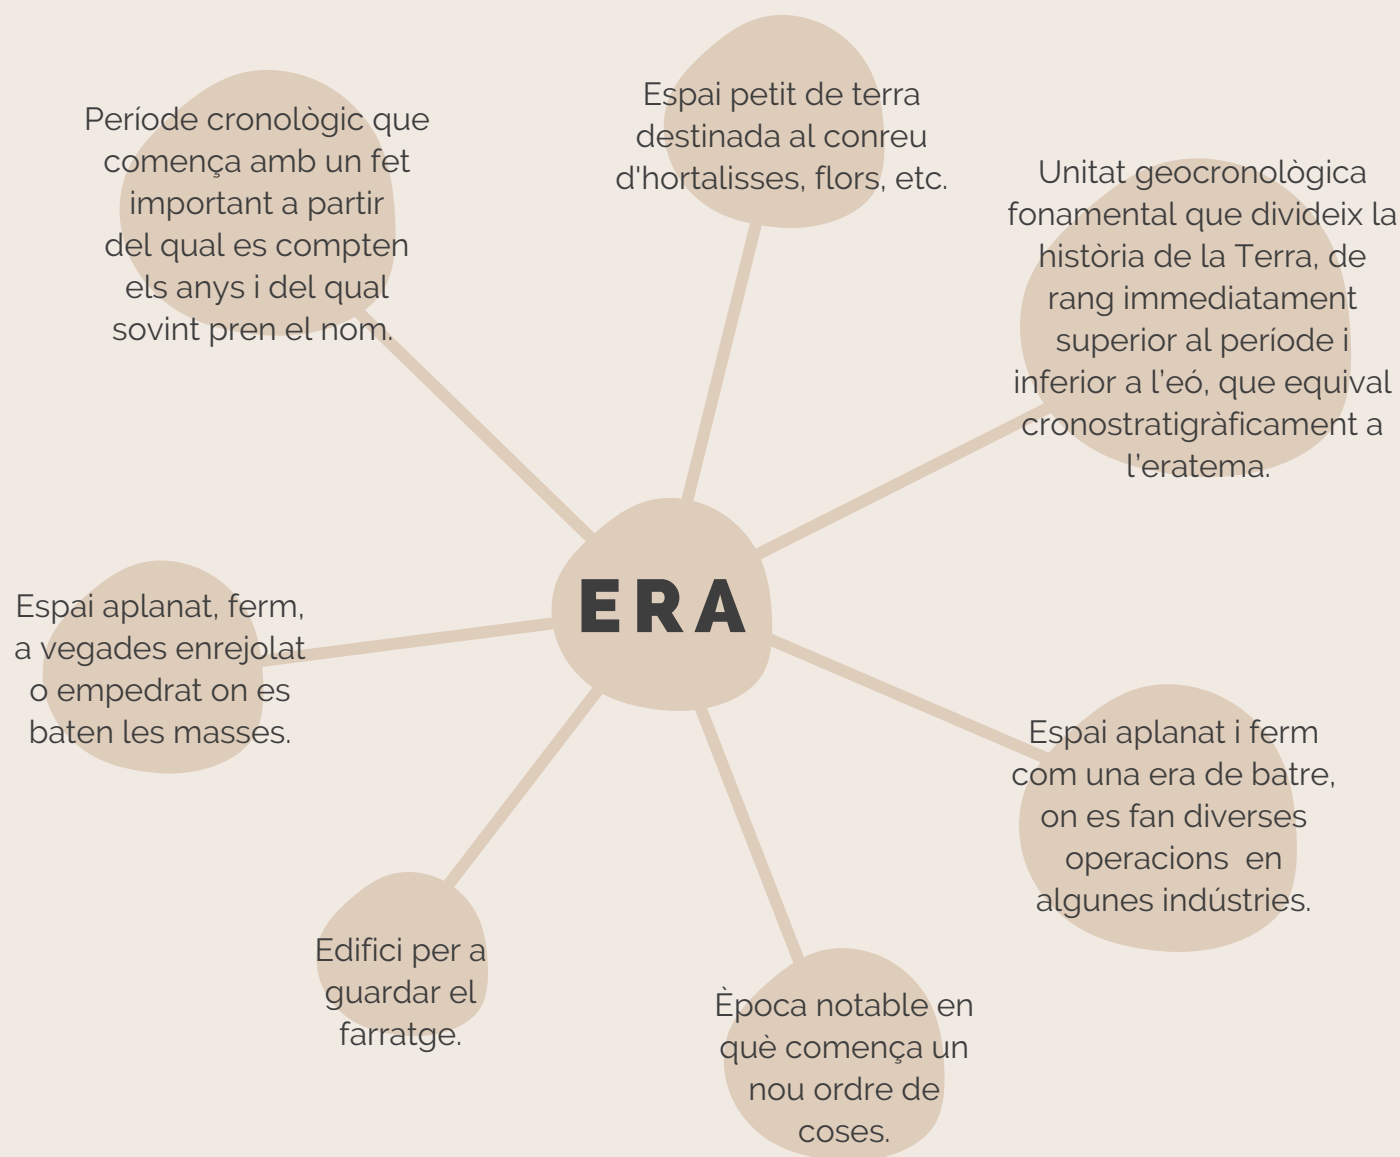 Període cronològic que
comença amb un fet
important a partir
del qual es compten
els anys i del qual
sovint pren el nom.
Espai petit de terra
destinada al conreu
d'hortalisses, flors, etc.
Unitat geocronològica
fonamental que divideix la
història de la Terra, de
rang immediatament
superior al període i
inferior a l’eó, que equival
cronostratigràficament a
l’eratema.
ERA
Espai aplanat, ferm,
a vegades enrejolat
o empedrat on es
baten les masses.
Espai aplanat i ferm
com una era de batre,
on es fan diverses
operacions  en
algunes indústries.
Edifici per a
guardar el
farratge.
Època notable en
què comença un
nou ordre de
coses.